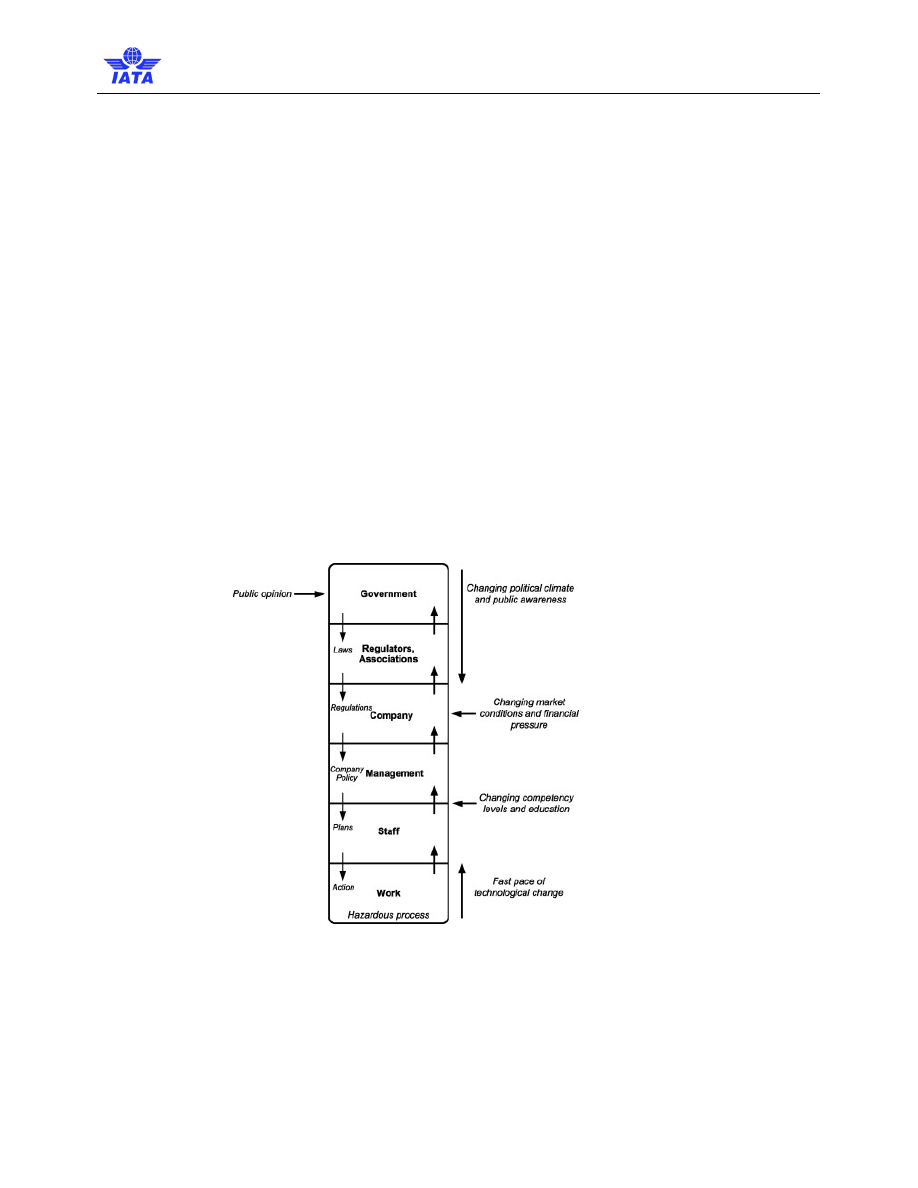 IATA
Public opinion
Government
Changing political climate
and public awareness
Laws
Regulators,
Associations
Regulations
Company
Changing market
conditions and financial
pressure
Company
Policy
Management
Changing competency
levels and education
Plans
Staff
Action
Work
Hazardous process
Fast pace of
technological change